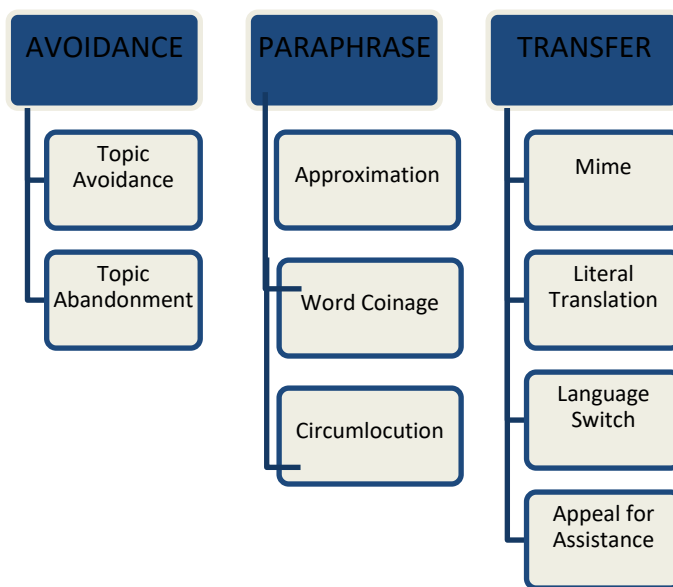 AVOIDANCE
Topic
Avoidance
Topic
Abandonment
PARAPHRASE
Approximation
Word Coinage
Circumlocution
TRANSFER
Mime
Literal
Translation
Language
Switch
Appeal for
Assistance